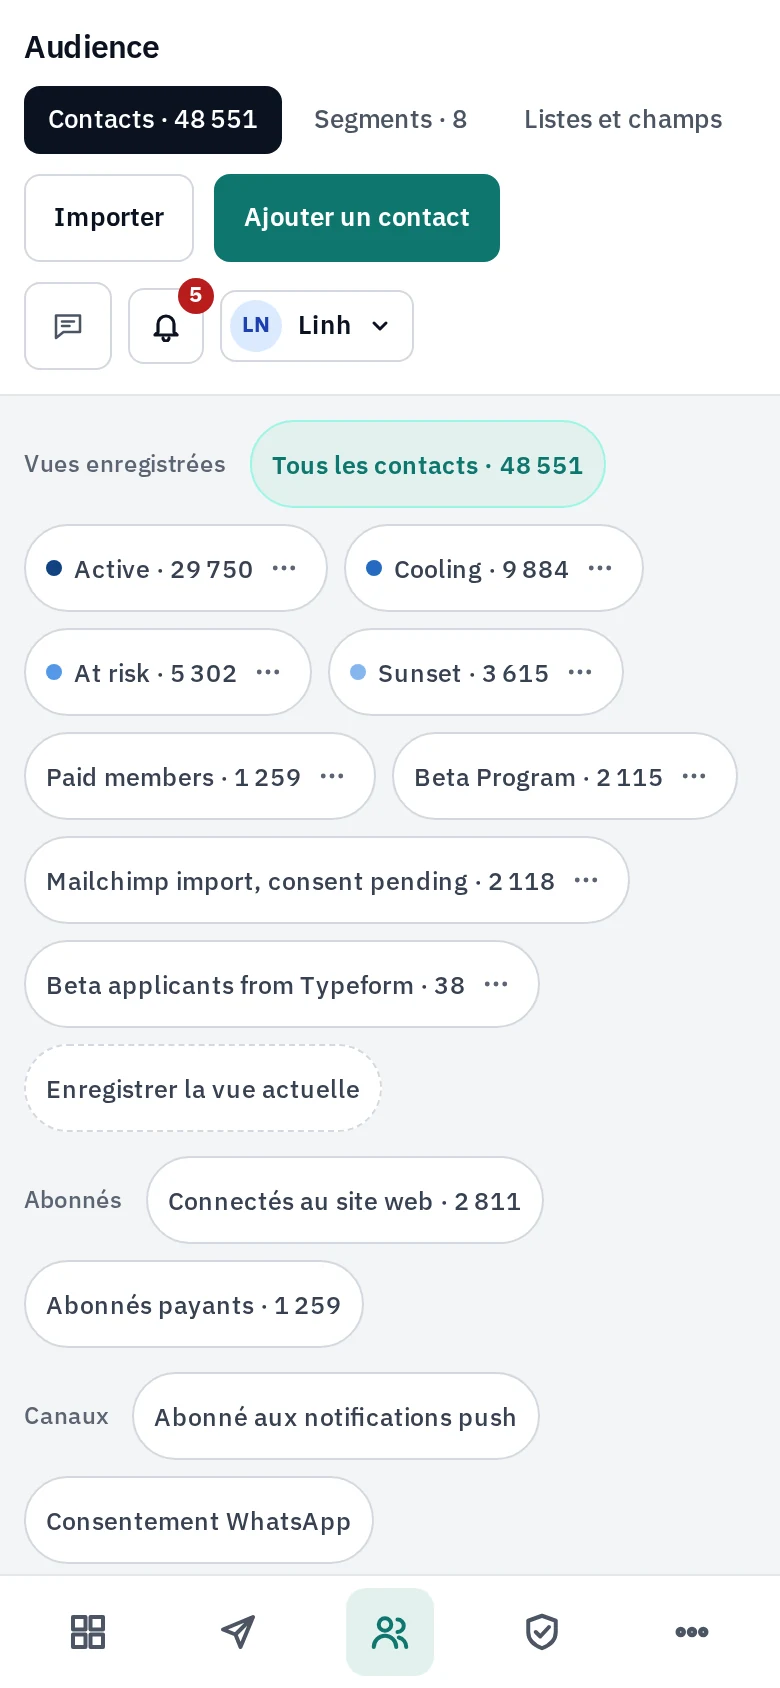 Audience
Contacts · 48 551
Segments · 8
Listes et champs
Importer
Ajouter un contact
5
LN
Linh
Vues enregistrées
Tous les contacts · 48 551
Active · 29 750 ···
Cooling · 9 884 ···
At risk · 5 302 ···
Sunset · 3 615 ···
Paid members · 1 259 ···
Beta Program · 2 115 ···
Mailchimp import, consent pending · 2 118 ···
Beta applicants from Typeform · 38 ···
Enregistrer la vue actuelle
Abonnés
Connectés au site web · 2 811
Abonnés payants · 1 259
Canaux
Abonné aux notifications push
Consentement WhatsApp